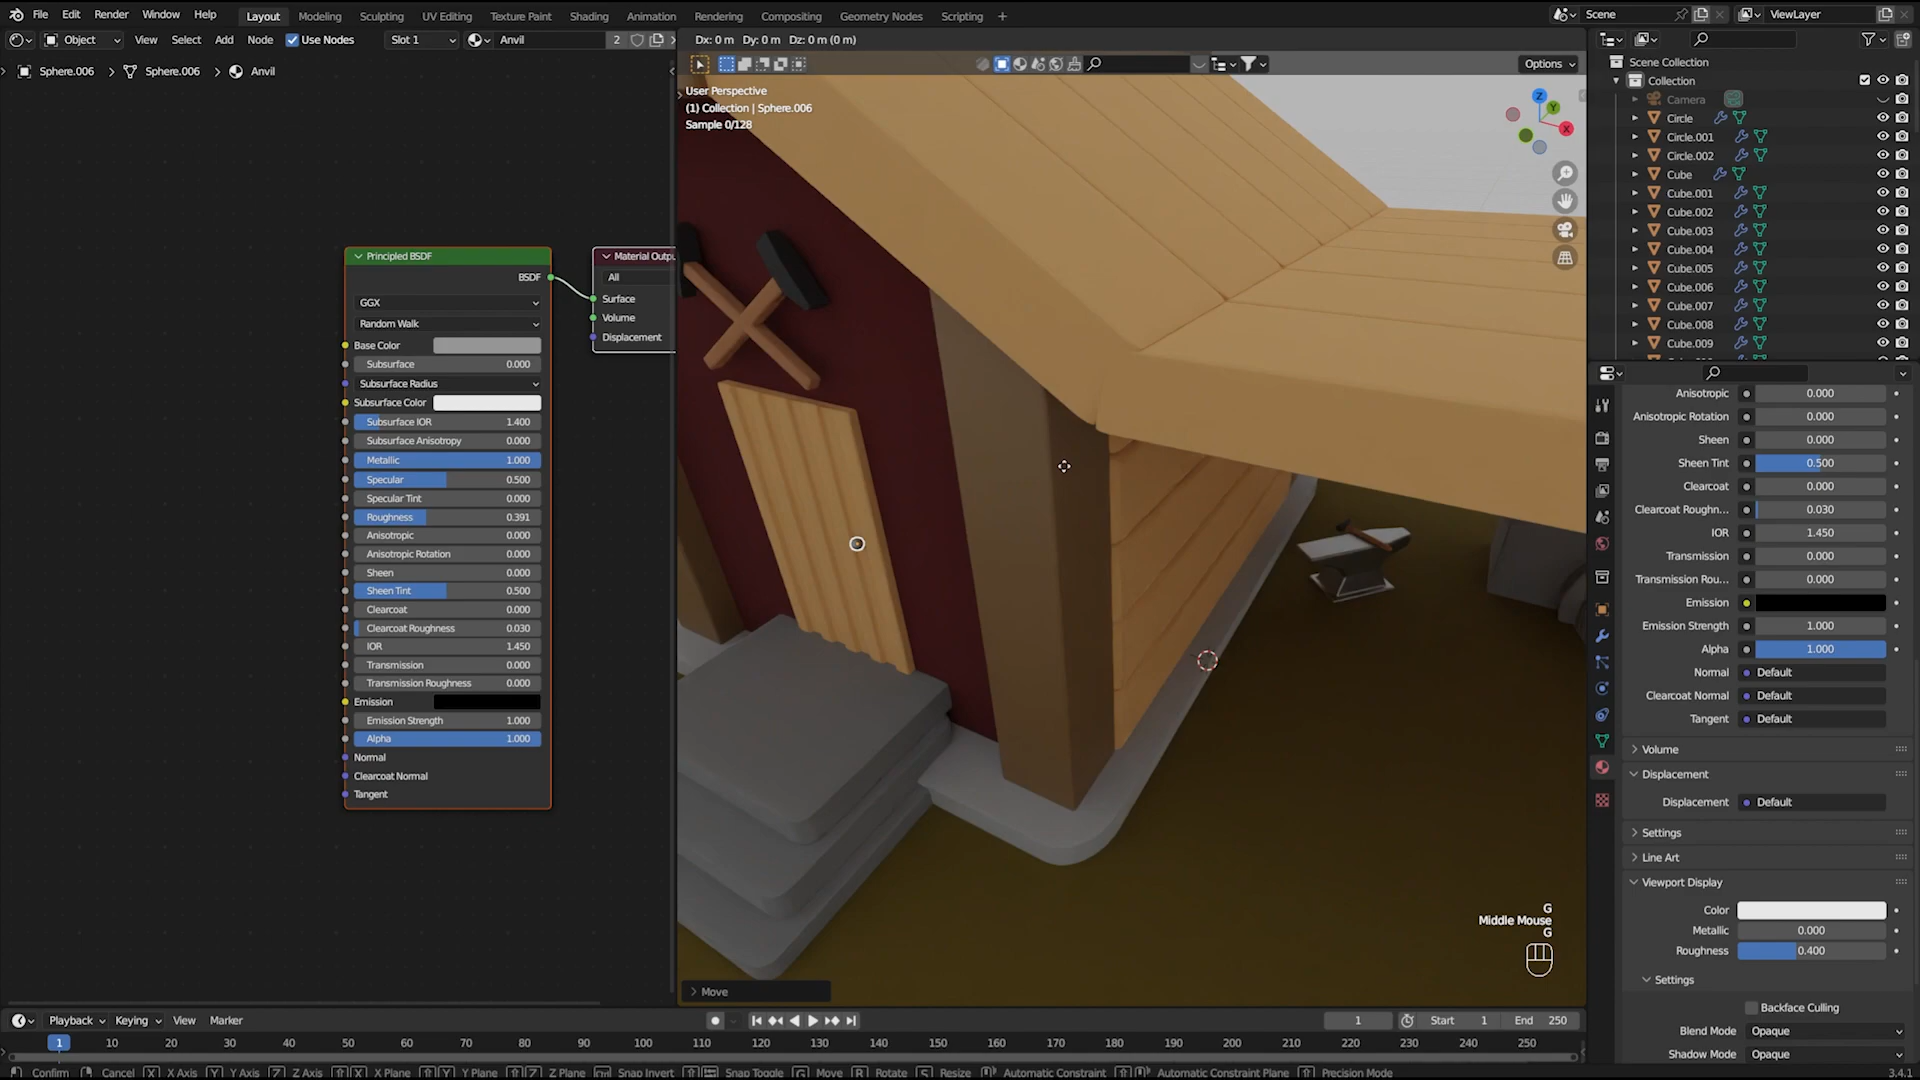 File Edit Render Window Help Layout Modeling Sculpting UV Editing Texture Paint Shading Animation Rendering Compositing Geometry Nodes Scripting + Scene ViewLayer
Object View Select Add Node Use Nodes Slot 1 Anvil 2 Dx: 0 m Dy: 0 m Dz: 0 m (0 m)
Sphere.006 > Sphere.006 > Anvil
Options
User Perspective
(1) Collection | Sphere.006
Sample 0/128
Z
Y
X
Principled BSDF
BSDF
GGX
Random Walk
Base Color
Subsurface 0.000
Subsurface Radius
Subsurface Color
Subsurface IOR 1.400
Subsurface Anisotropy 0.000
Metallic 1.000
Specular 0.500
Specular Tint 0.000
Roughness 0.391
Anisotropic 0.000
Anisotropic Rotation 0.000
Sheen 0.000
Sheen Tint 0.500
Clearcoat 0.000
Clearcoat Roughness 0.030
IOR 1.450
Transmission 0.000
Transmission Roughness 0.000
Emission
Emission Strength 1.000
Alpha 1.000
Normal
Clearcoat Normal
Tangent
Material Outpu
All
Surface
Volume
Displacement
G
Middle Mouse
G
Move
Scene Collection
Collection
Camera
Circle
Circle.001
Circle.002
Cube
Cube.001
Cube.002
Cube.003
Cube.004
Cube.005
Cube.006
Cube.007
Cube.008
Cube.009
Anisotropic 0.000
Anisotropic Rotation 0.000
Sheen 0.000
Sheen Tint 0.500
Clearcoat 0.000
Clearcoat Roughn... 0.030
IOR 1.450
Transmission 0.000
Transmission Rou... 0.000
Emission
Emission Strength 1.000
Alpha 1.000
Normal Default
Clearcoat Normal Default
Tangent Default
Volume
Displacement
Displacement Default
Settings
Line Art
Viewport Display
Color
Metallic 0.000
Roughness 0.400
Settings
Backface Culling
Blend Mode Opaque
Shadow Mode Opaque
Playback Keying View Marker 1 Start 1 End 250
1 10 20 30 40 50 60 70 80 90 100 110 120 130 140 150 160 170 180 190 200 210 220 230 240 250
Confirm Cancel X X Axis Y Y Axis Z Z Axis X X Plane Y Y Plane Z Z Plane Snap Invert Snap Toggle G Move R Rotate S Resize Automatic Constraint Automatic Constraint Plane Precision Mode 3.4.1